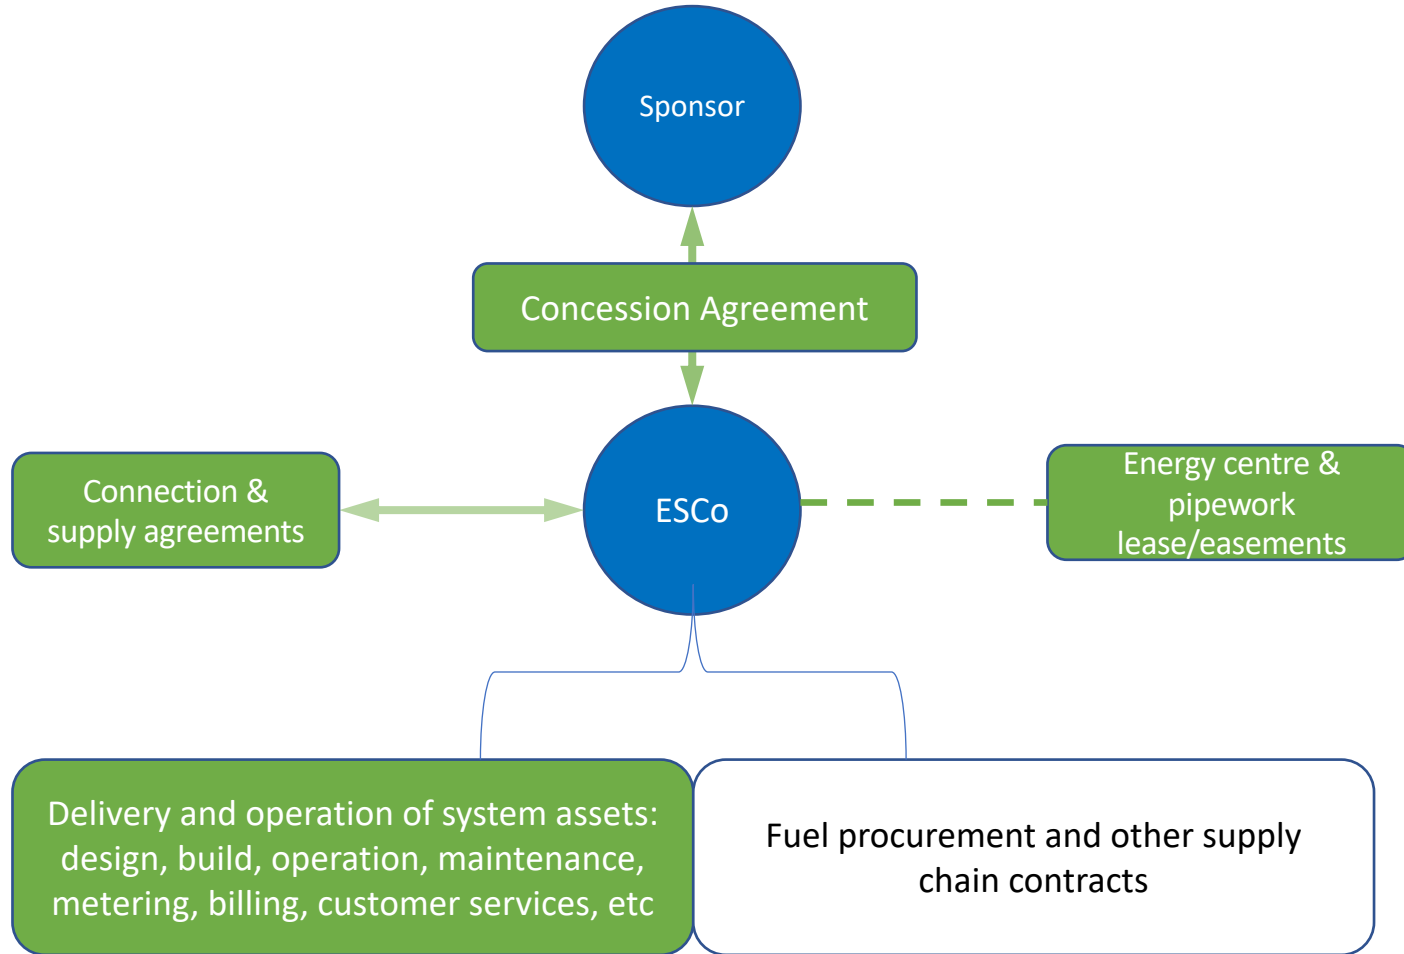 Sponsor
Concession Agreement
Connection &
supply agreements
ESCo
Energy centre &
pipework
lease/easements
Delivery and operation of system assets:
design, build, operation, maintenance,
metering, billing, customer services, etc
Fuel procurement and other supply
chain contracts